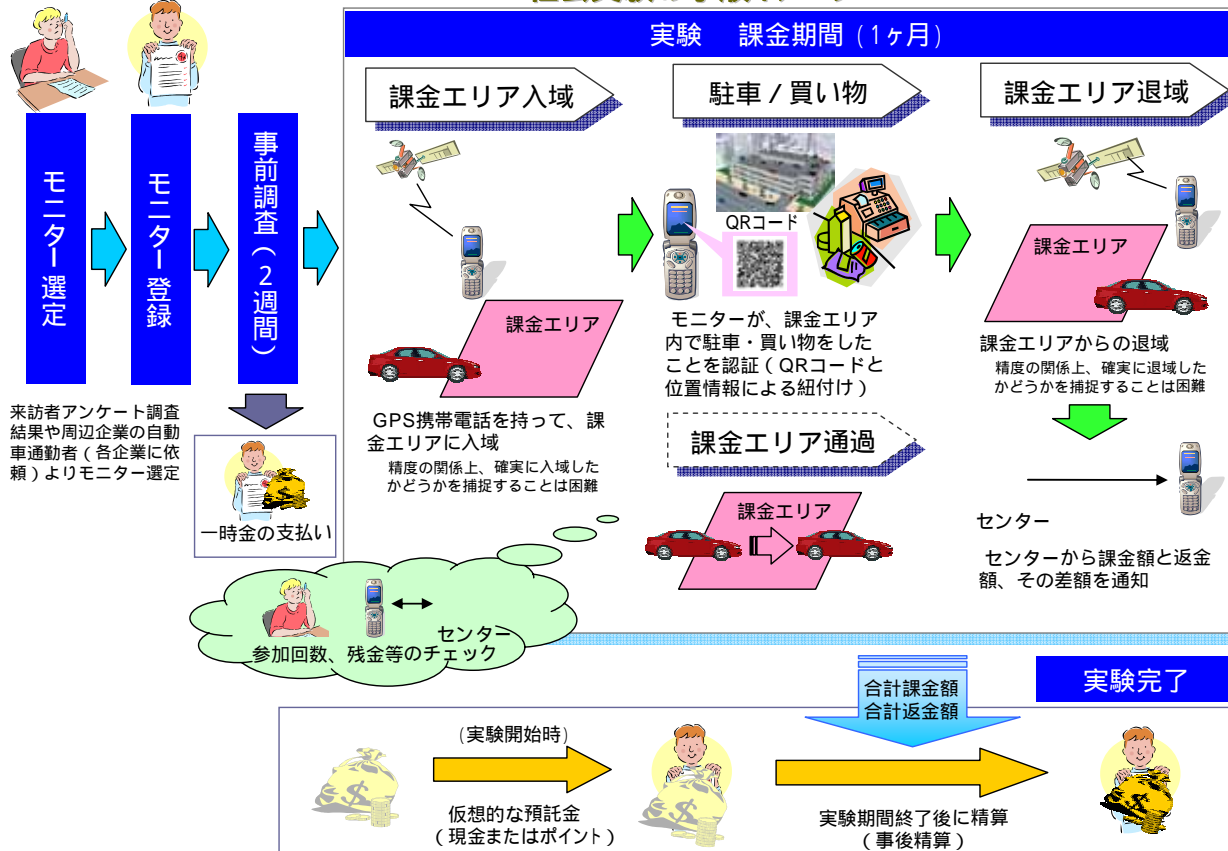 実験 課金期間(1ヶ月)
モニター選定
モニター登録
事前調査(2週間)
来訪者アンケート調査
結果や周辺企業の自動
車通勤者(各企業に依
頼)よりモニター選定
一時金の支払い
課金エリア入域
課金エリア
GPS携帯電話を持って、課
金エリアに入域
精度の関係上、確実に入域した
かどうかを捕捉することは困難
駐車/買い物
QRコード
モニターが、課金エリア
内で駐車・買い物をした
ことを認証(QRコードと
位置情報による紐付け)
課金エリア通過
課金エリア
課金エリア退域
課金エリア
課金エリアからの退域
精度の関係上、確実に退域した
かどうかを捕捉することは困難
センター
センターから課金額と返金
額、その差額を通知
センター
参加回数、残金等のチェック
合計課金額
合計返金額
実験完了
(実験開始時)
仮想的な預託金
(現金またはポイント)
実験期間終了後に精算
(事後精算)